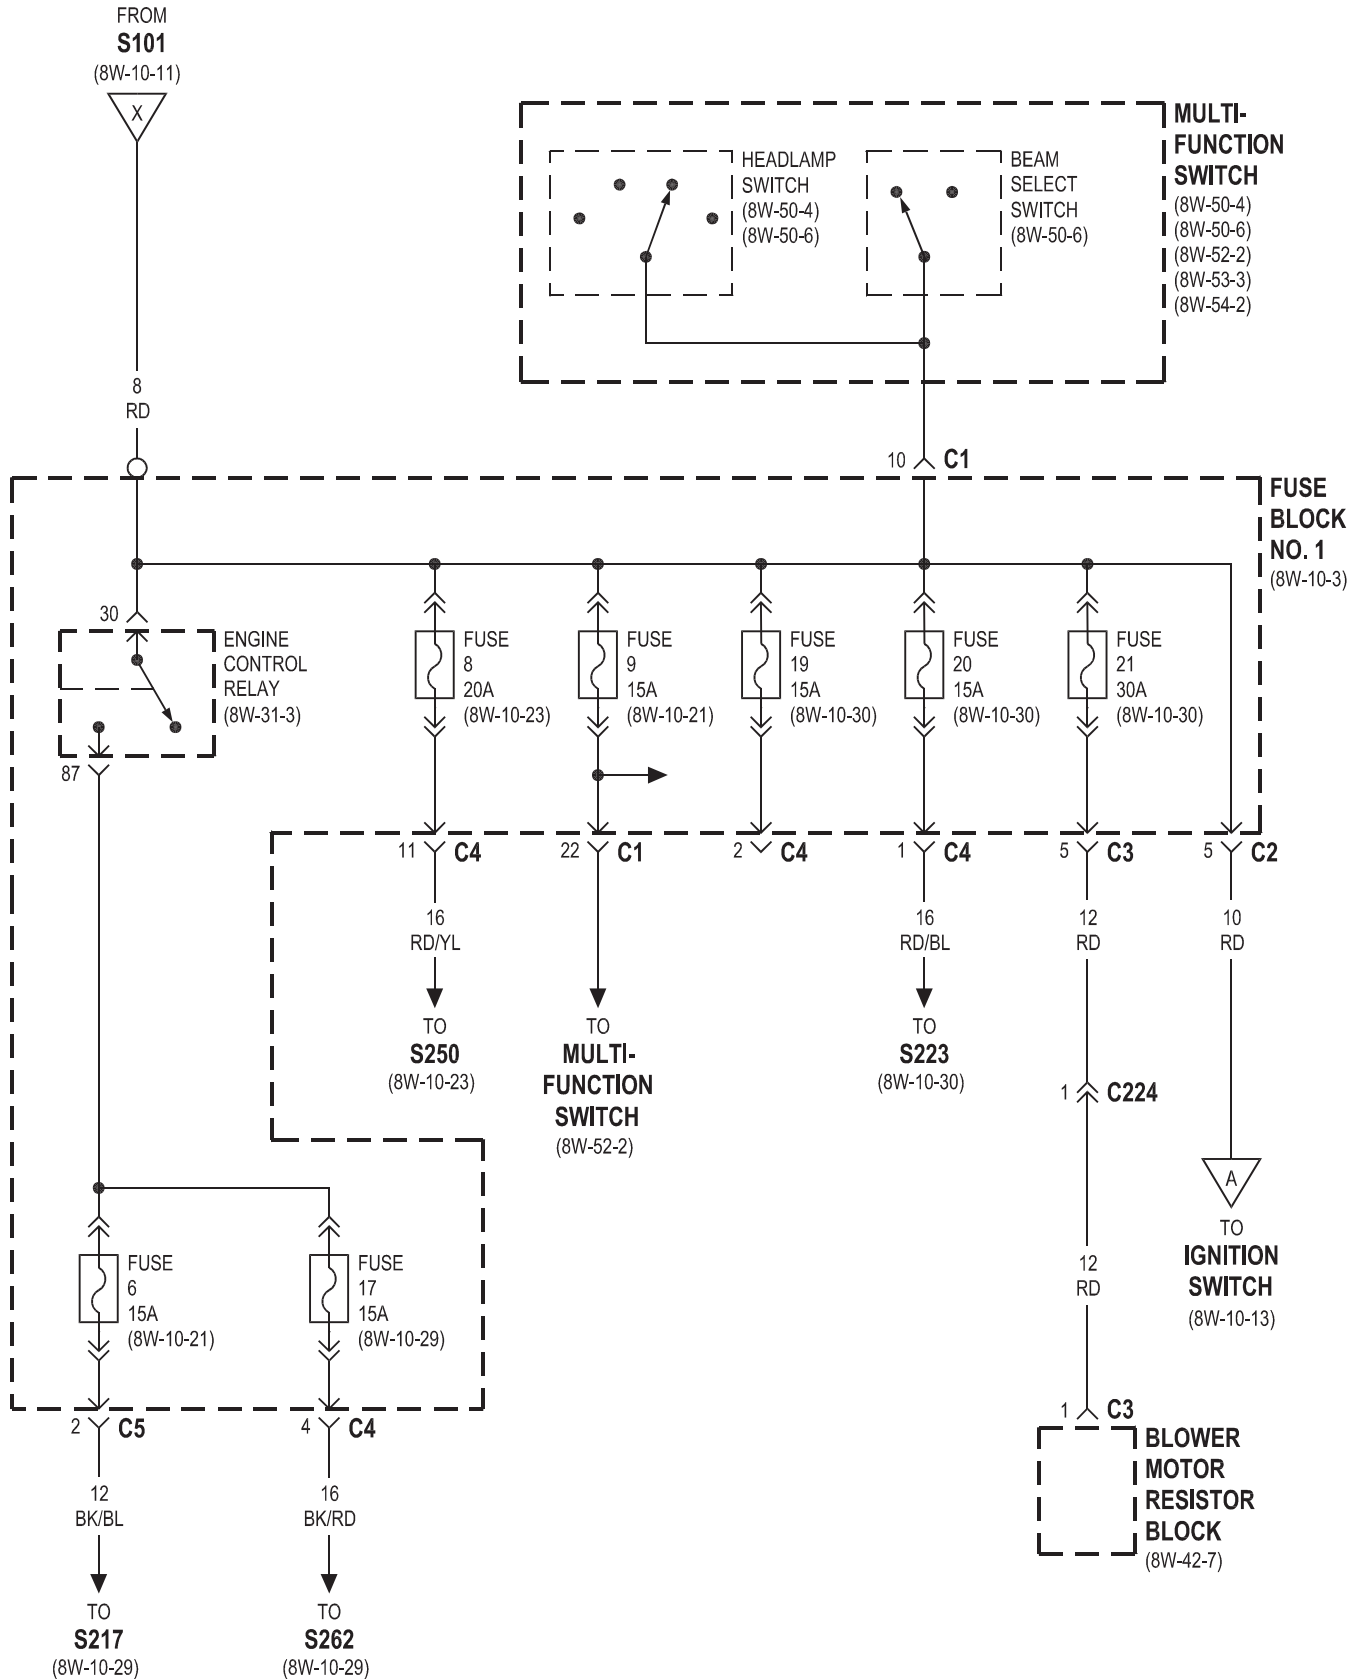 FROM
S101
(8W-10-11)
X
8
RD
HEADLAMP
SWITCH
(8W-50-4)
(8W-50-6)
BEAM
SELECT
SWITCH
(8W-50-6)
MULTI-
FUNCTION
SWITCH
(8W-50-4)
(8W-50-6)
(8W-52-2)
(8W-53-3)
(8W-54-2)
10 C1
FUSE
BLOCK
NO. 1
(8W-10-3)
30
ENGINE
CONTROL
RELAY
(8W-31-3)
87
FUSE
8
20A
(8W-10-23)
FUSE
9
15A
(8W-10-21)
FUSE
19
15A
(8W-10-30)
FUSE
20
15A
(8W-10-30)
FUSE
21
30A
(8W-10-30)
11 C4
22 C1
2 C4
1 C4
5 C3
5 C2
16
RD/YL
TO
S250
(8W-10-23)
TO
MULTI-
FUNCTION
SWITCH
(8W-52-2)
16
RD/BL
TO
S223
(8W-10-30)
12
RD
1 C224
12
RD
1 C3
BLOWER
MOTOR
RESISTOR
BLOCK
(8W-42-7)
10
RD
A
TO
IGNITION
SWITCH
(8W-10-13)
FUSE
6
15A
(8W-10-21)
FUSE
17
15A
(8W-10-29)
2 C5
4 C4
12
BK/BL
TO
S217
(8W-10-29)
16
BK/RD
TO
S262
(8W-10-29)